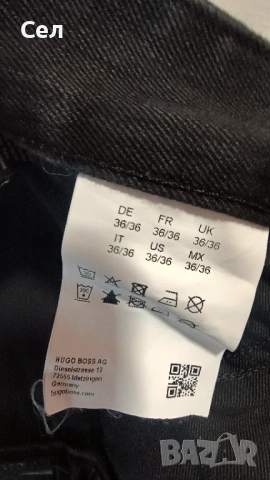 Сел
DE FR UK
36/36 36/36 36/36
IT US MX
36/36 36/36 36/36
HUGO BOSS AG
Dieselstrasse 12
72555 Metzingen
Germany
hugoboss.com
BAZAR